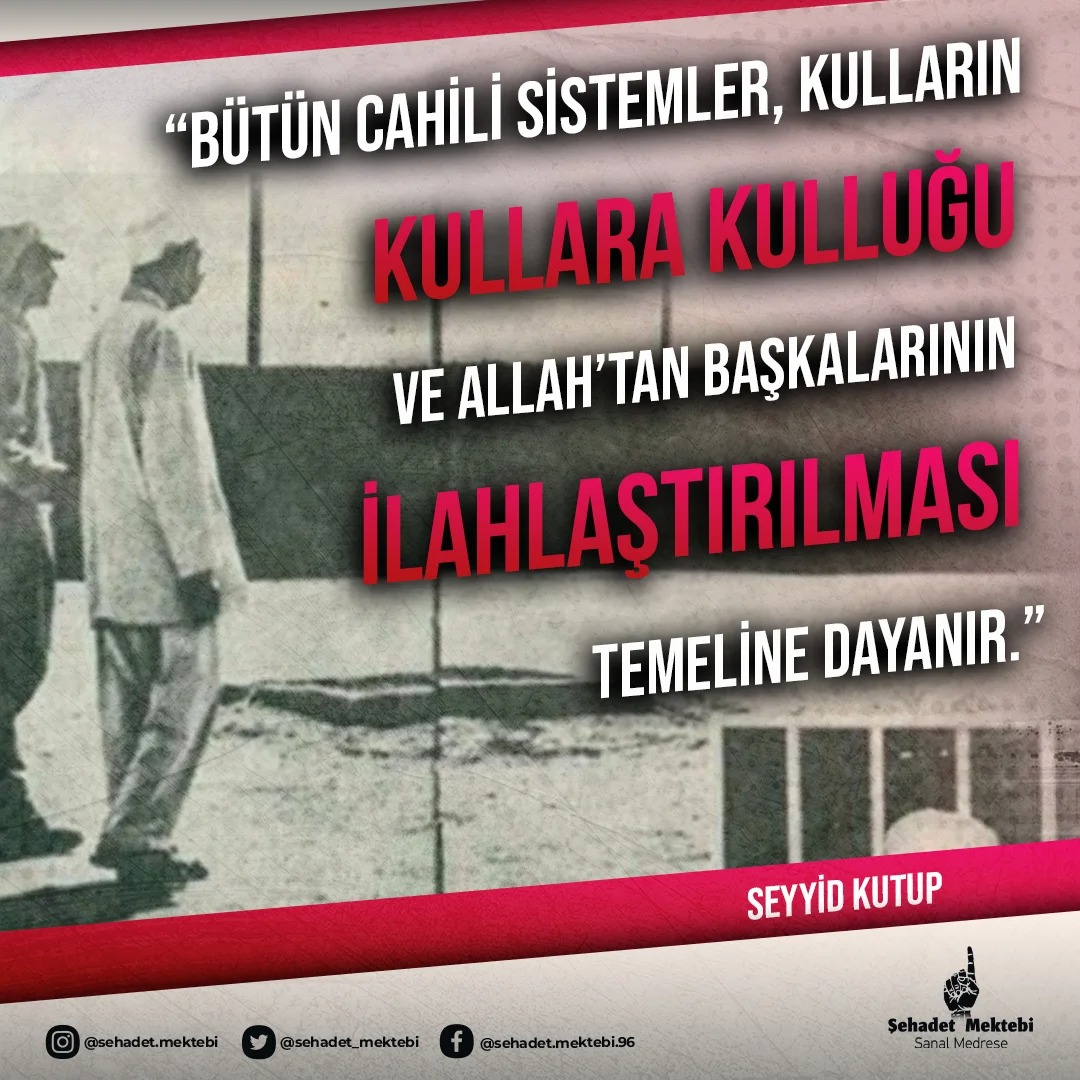 “BÜTÜN CAHİLİ SİSTEMLER, KULLARIN
KULLARA KULLUĞU
VE ALLAH’TAN BAŞKALARININ
İLAHLAŞTIRILMASI
TEMELİNE DAYANIR.”
SEYYİD KUTUP
Şehadet Mektebi
Sanal Medrese
@sehadet.mektebi @sehadet_mektebi @sehadet.mektebi.96